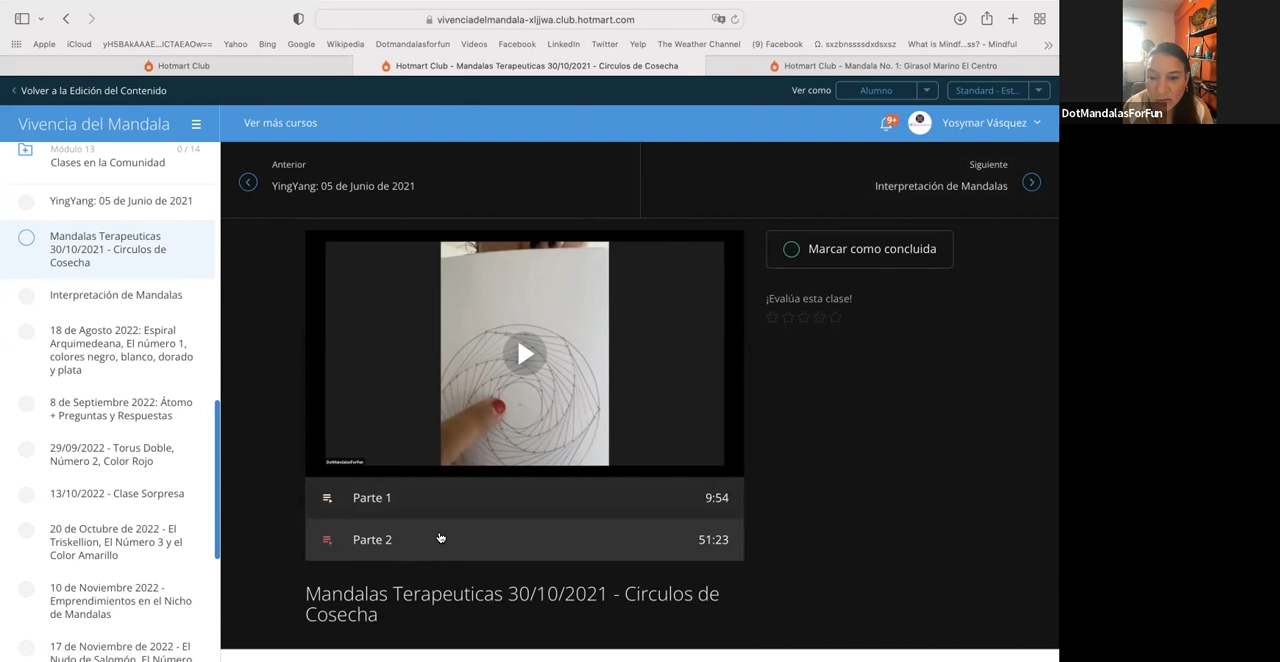 vivenciadelmandala-xljjwa.club.hotmart.com
Apple iCloud yH5BAkAAAE...ICTAEAOw== Yahoo Bing Google Wikipedia Dotmandalasforfun Videos Facebook LinkedIn Twitter Yelp The Weather Channel (9) Facebook Ω. sxzbnssssdxdsxsz What is Mindf...ss? - Mindful
Hotmart Club
Hotmart Club - Mandalas Terapeuticas 30/10/2021 - Circulos de Cosecha
Hotmart Club - Mandala No. 1: Girasol Marino El Centro
Volver a la Edición del Contenido
Ver como
Alumno
Standard - Est...
Vivencia del Mandala
Ver más cursos
9+
Yosymar Vásquez
Módulo 13 0 / 14
Clases en la Comunidad
YingYang: 05 de Junio de 2021
Mandalas Terapeuticas
30/10/2021 - Circulos de
Cosecha
Interpretación de Mandalas
18 de Agosto 2022: Espiral
Arquimedeana, El número 1,
colores negro, blanco, dorado
y plata
8 de Septiembre 2022: Átomo
+ Preguntas y Respuestas
29/09/2022 - Torus Doble,
Número 2, Color Rojo
13/10/2022 - Clase Sorpresa
20 de Octubre de 2022 - El
Triskellion, El Número 3 y el
Color Amarillo
10 de Noviembre 2022 -
Emprendimientos en el Nicho
de Mandalas
17 de Noviembre de 2022 - El
Nudo de Salomón, El Número
Anterior
YingYang: 05 de Junio de 2021
Siguiente
Interpretación de Mandalas
DotMandalasForFun
Parte 1 9:54
Parte 2 51:23
Mandalas Terapeuticas 30/10/2021 - Circulos de
Cosecha
Marcar como concluida
¡Evalúa esta clase!
DotMandalasForFun